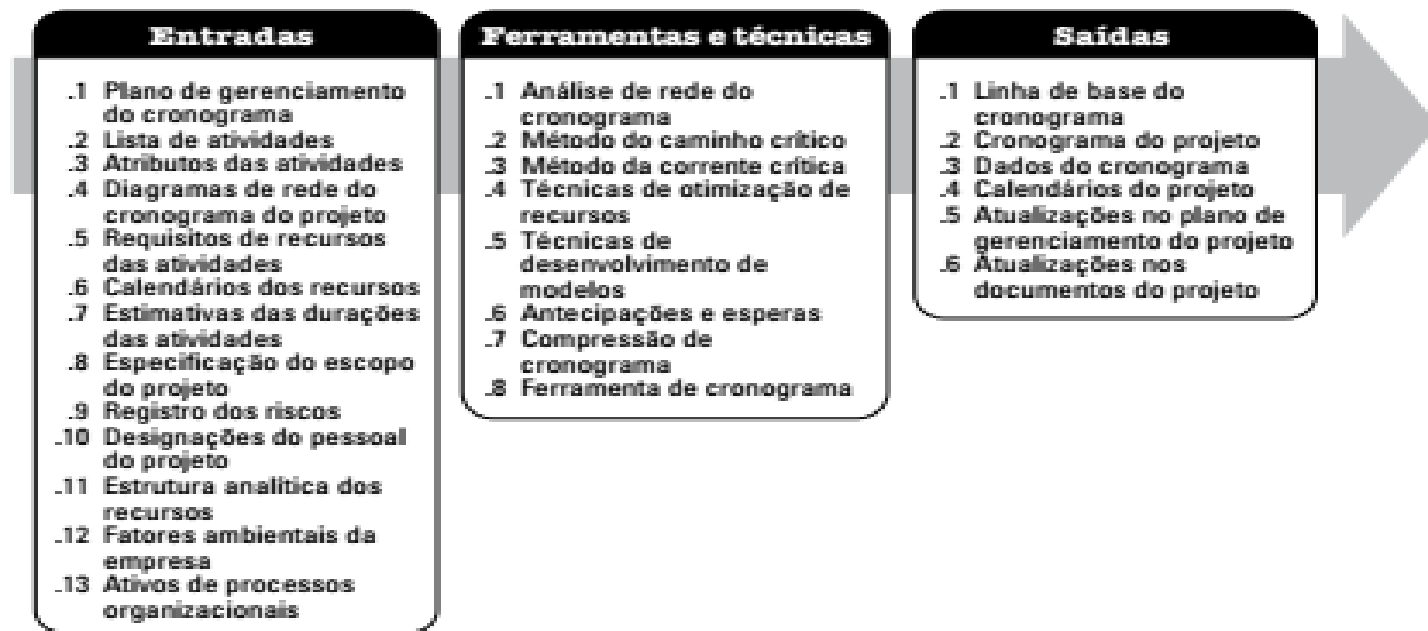 Entradas
.1 Plano de gerenciamento
do cronograma
.2 Lista de atividades
.3 Atributos das atividades
.4 Diagramas de rede do
cronograma do projeto
.5 Requisitos de recursos
das atividades
.6 Calendários dos recursos
.7 Estimativas das durações
das atividades
.8 Especificação do escopo
do projeto
.9 Registro dos riscos
.10 Designações do pessoal
do projeto
.11 Estrutura analítica dos
recursos
.12 Fatores ambientais da
empresa
.13 Ativos de processos
organizacionais
Ferramentas e técnicas
.1 Análise de rede do
cronograma
.2 Método do caminho crítico
.3 Método da corrente crítica
.4 Técnicas de otimização de
recursos
.5 Técnicas de
desenvolvimento de
modelos
.6 Antecipações e esperas
.7 Compressão de
cronograma
.8 Ferramenta de cronograma
Saídas
.1 Linha de base do
cronograma
.2 Cronograma do projeto
.3 Dados do cronograma
.4 Calendários do projeto
.5 Atualizações no plano de
gerenciamento do projeto
.6 Atualizações nos
documentos do projeto